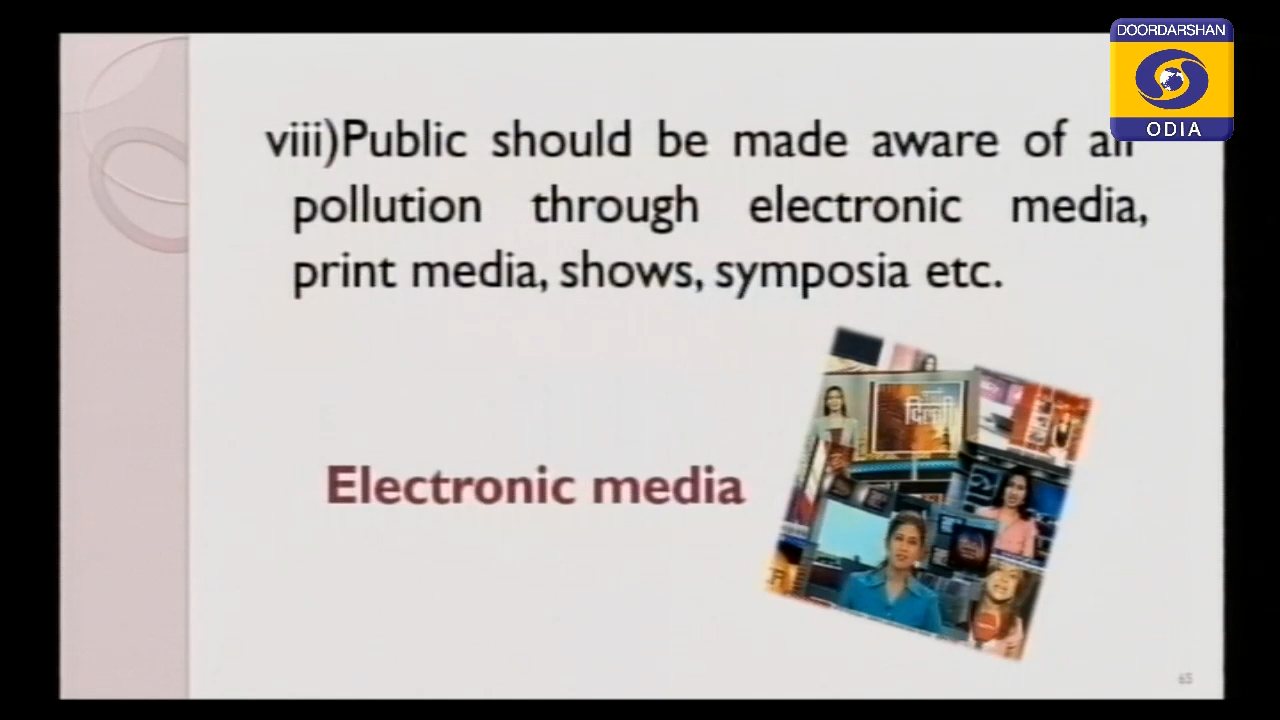 DOORDARSHAN
ODIA
viii)Public should be made aware of air
pollution through electronic media,
print media, shows, symposia etc.
Electronic media
दिल्ली
65